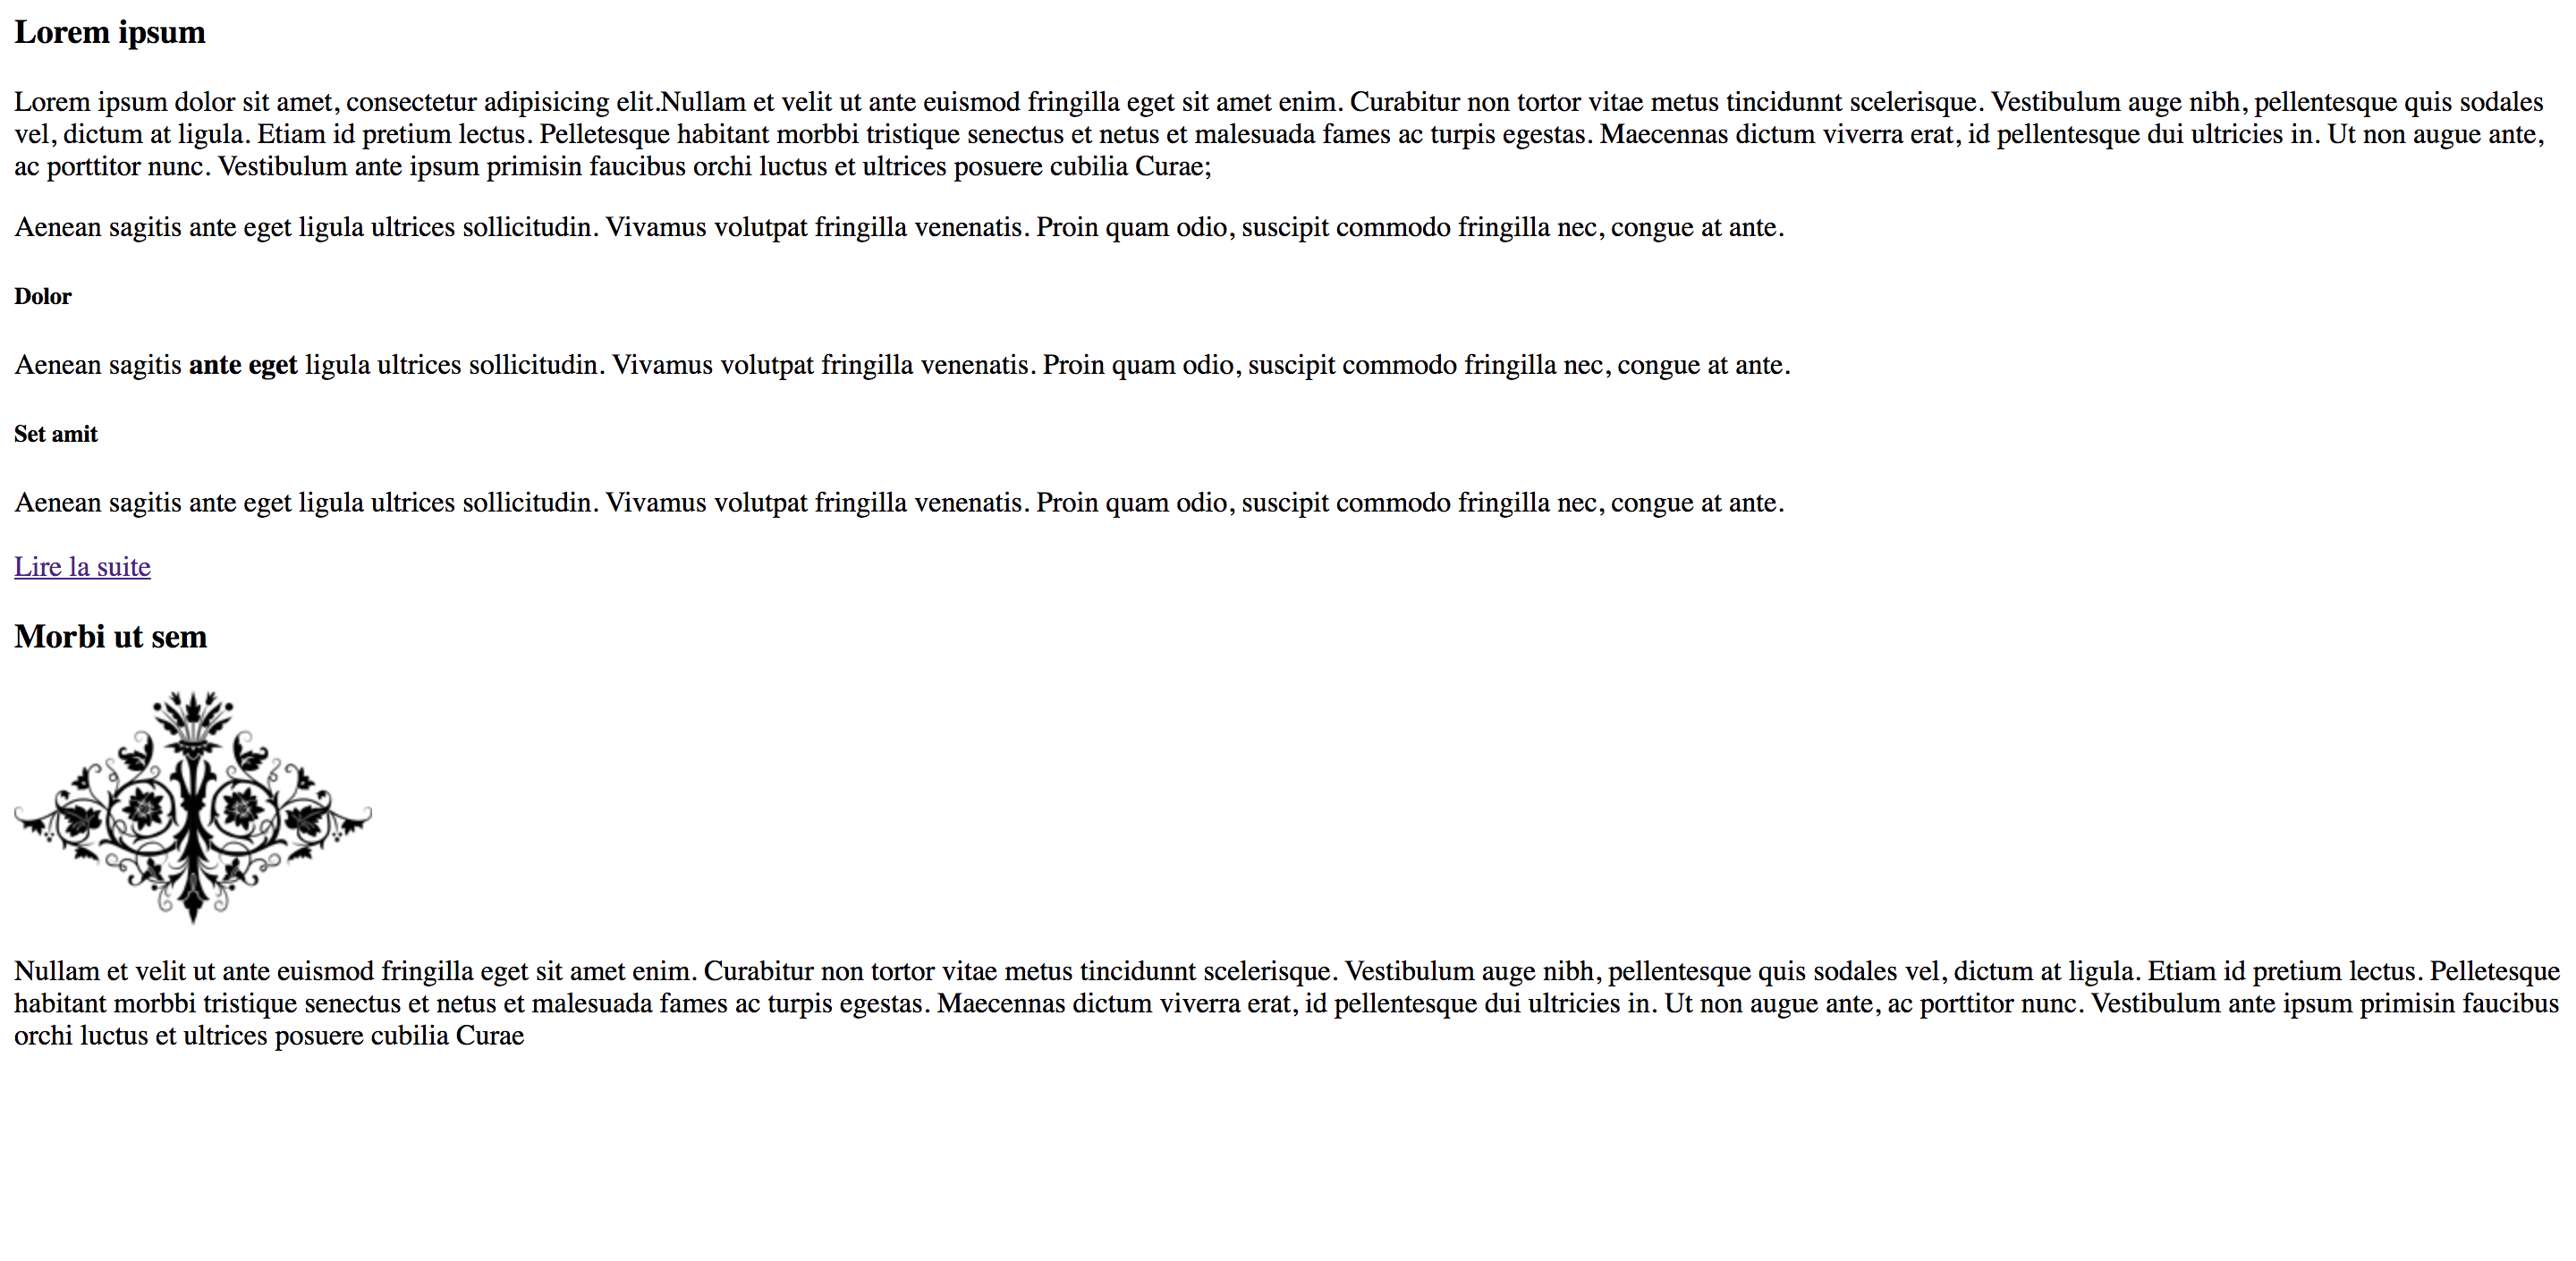 Lorem ipsum
Lorem ipsum dolor sit amet, consectetur adipisicing elit.Nullam et velit ut ante euismod fringilla eget sit amet enim. Curabitur non tortor vitae metus tincidunnt scelerisque. Vestibulum auge nibh, pellentesque quis sodales
vel, dictum at ligula. Etiam id pretium lectus. Pelletesque habitant morbbi tristique senectus et netus et malesuada fames ac turpis egestas. Maecennas dictum viverra erat, id pellentesque dui ultricies in. Ut non augue ante,
ac porttitor nunc. Vestibulum ante ipsum primisin faucibus orchi luctus et ultrices posuere cubilia Curae;
Aenean sagitis ante eget ligula ultrices sollicitudin. Vivamus volutpat fringilla venenatis. Proin quam odio, suscipit commodo fringilla nec, congue at ante.
Dolor
Aenean sagitis ante eget ligula ultrices sollicitudin. Vivamus volutpat fringilla venenatis. Proin quam odio, suscipit commodo fringilla nec, congue at ante.
Set amit
Aenean sagitis ante eget ligula ultrices sollicitudin. Vivamus volutpat fringilla venenatis. Proin quam odio, suscipit commodo fringilla nec, congue at ante.
Lire la suite
Morbi ut sem
Nullam et velit ut ante euismod fringilla eget sit amet enim. Curabitur non tortor vitae metus tincidunnt scelerisque. Vestibulum auge nibh, pellentesque quis sodales vel, dictum at ligula. Etiam id pretium lectus. Pelletesque
habitant morbbi tristique senectus et netus et malesuada fames ac turpis egestas. Maecennas dictum viverra erat, id pellentesque dui ultricies in. Ut non augue ante, ac porttitor nunc. Vestibulum ante ipsum primisin faucibus
orchi luctus et ultrices posuere cubilia Curae